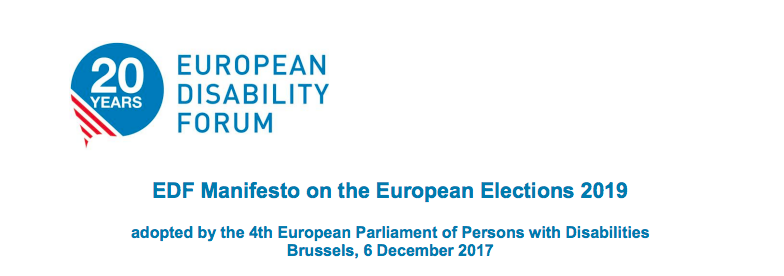 20
YEARS
EUROPEAN
DISABILITY
FORUM
EDF Manifesto on the European Elections 2019
adopted by the 4th European Parliament of Persons with Disabilities
Brussels, 6 December 2017